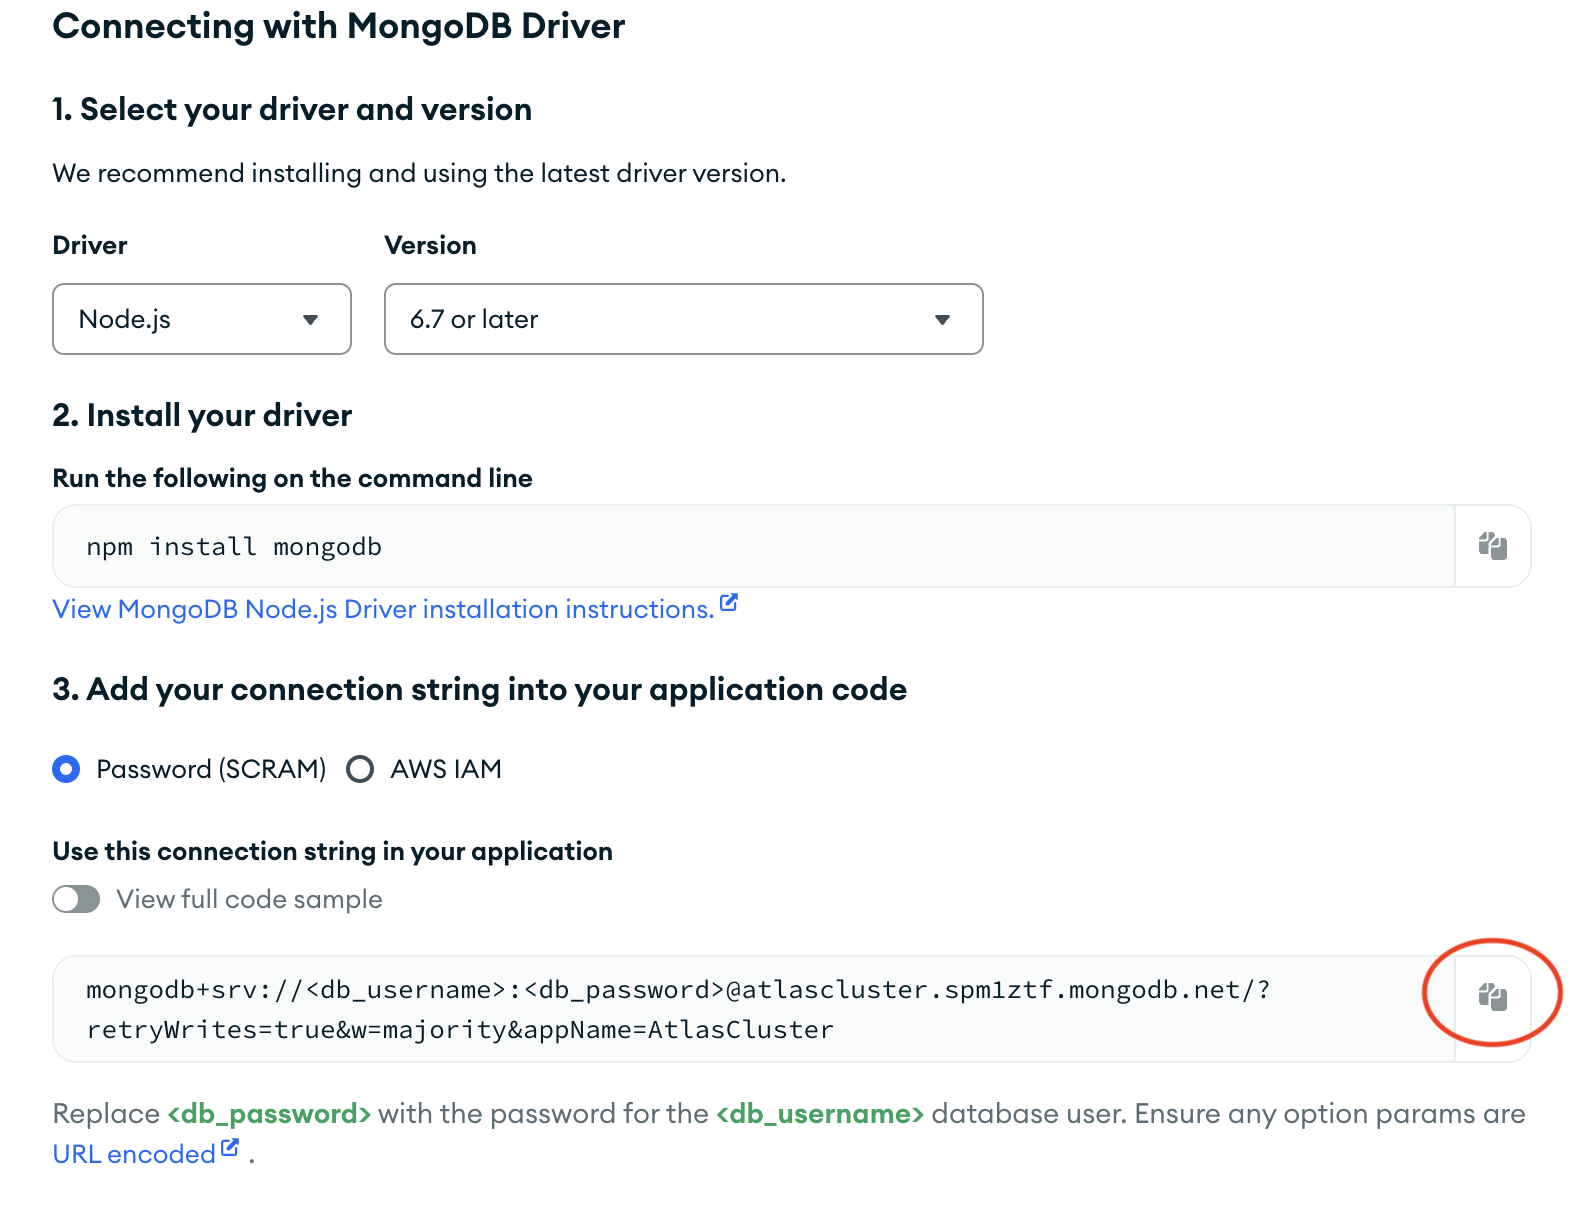 Connecting with MongoDB Driver
1. Select your driver and version
We recommend installing and using the latest driver version.
Driver
Version
Node.js
6.7 or later
2. Install your driver
Run the following on the command line
npm install mongodb
View MongoDB Node.js Driver installation instructions.
3. Add your connection string into your application code
Password (SCRAM)
AWS IAM
Use this connection string in your application
View full code sample
mongodb+srv://<db_username>:<db_password>@atlascluster.spm1ztf.mongodb.net/?
retryWrites=true&w=majority&appName=AtlasCluster
Replace <db_password> with the password for the <db_username> database user. Ensure any option params are
URL encoded .